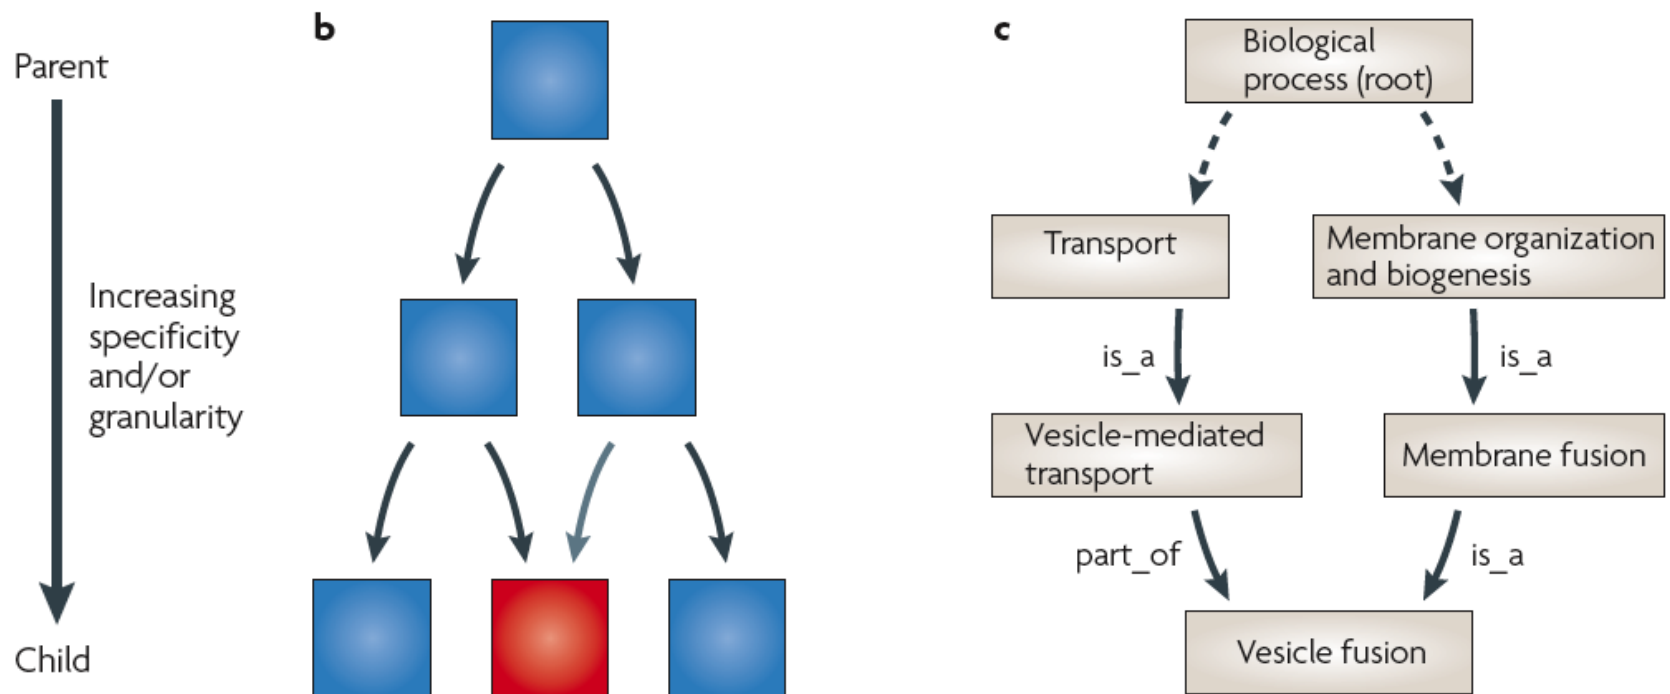 Parent
Increasing
specificity
and/or
granularity
Child
b
c
Biological
process (root)
Transport
Membrane organization
and biogenesis
is_a
is_a
Vesicle-mediated
transport
Membrane fusion
part_of
is_a
Vesicle fusion